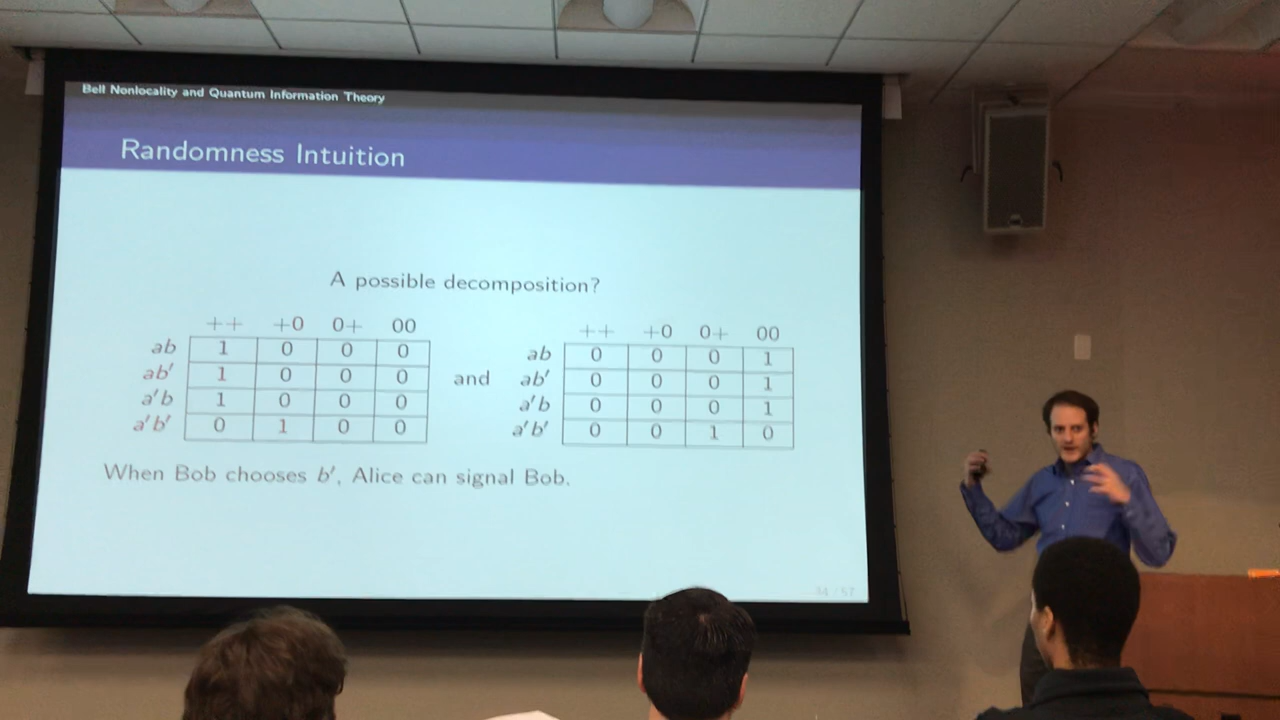 Bell Nonlocality and Quantum Information Theory
Randomness Intuition
A possible decomposition?
++ +0 0+ 00
ab 1 0 0 0
ab′ 1 0 0 0
a′b 1 0 0 0
a′b′ 0 1 0 0
and
++ +0 0+ 00
ab 0 0 0 1
ab′ 0 0 0 1
a′b 0 0 0 1
a′b′ 0 0 1 0
When Bob chooses b′, Alice can signal Bob.
34 / 57